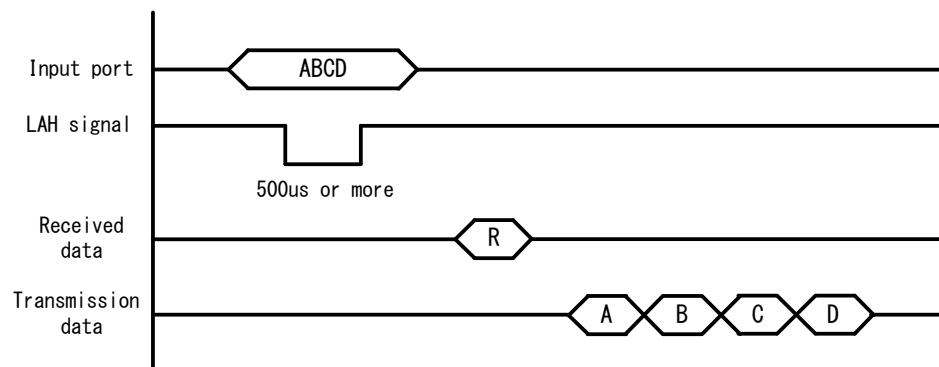 Input port
ABCD
LAH signal
500us or more
Received
data
R
Transmission
data
A
B
C
D